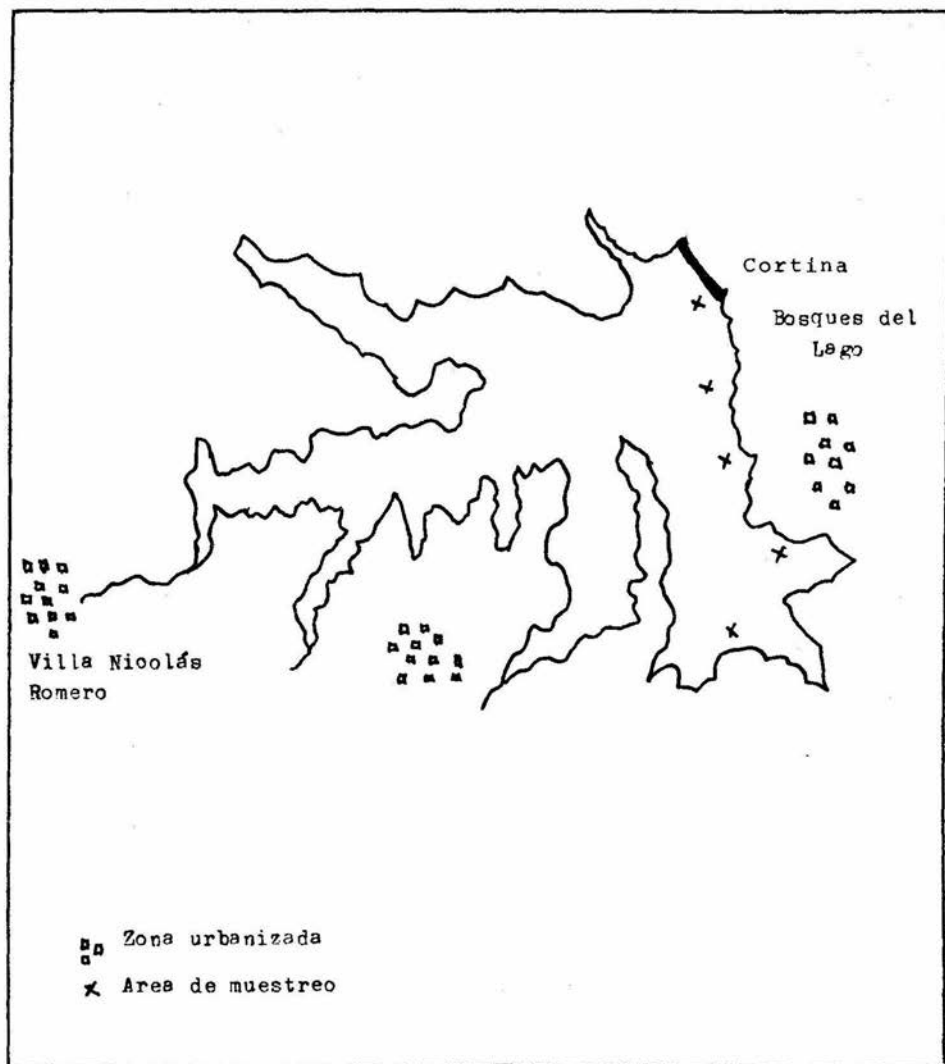 Cortina
Bosques del
Lago
Villa Nicolás
Romero
Zona urbanizada
Area de muestreo